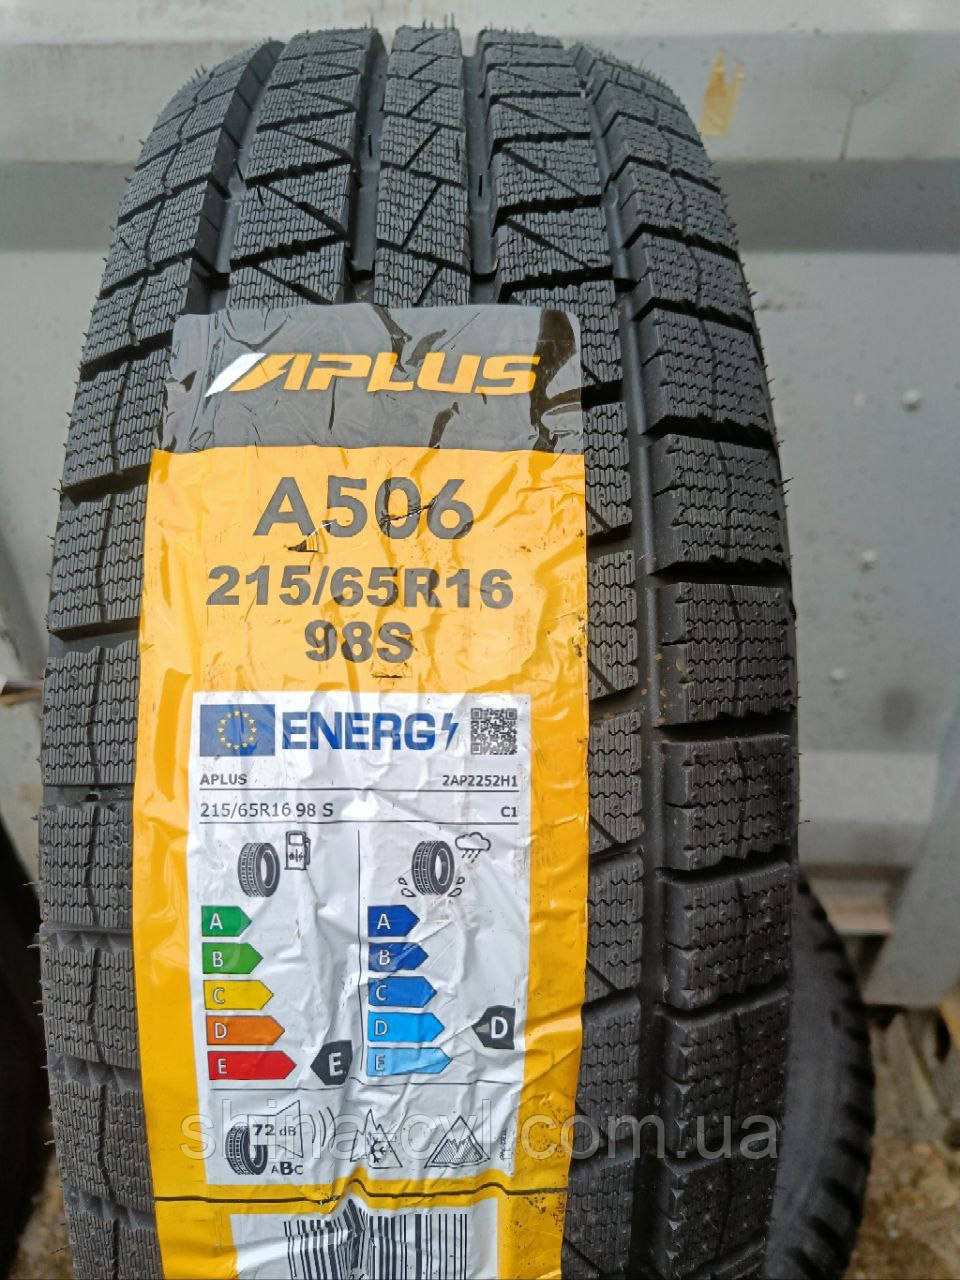 APLUS
A506
215/65R16
98S
ENERG
APLUS 2AP2252H1
215/65R16 98 S C1
A A
B B
C C
D D D
E E E
72 dB
ABC
shina-cvl.com.ua